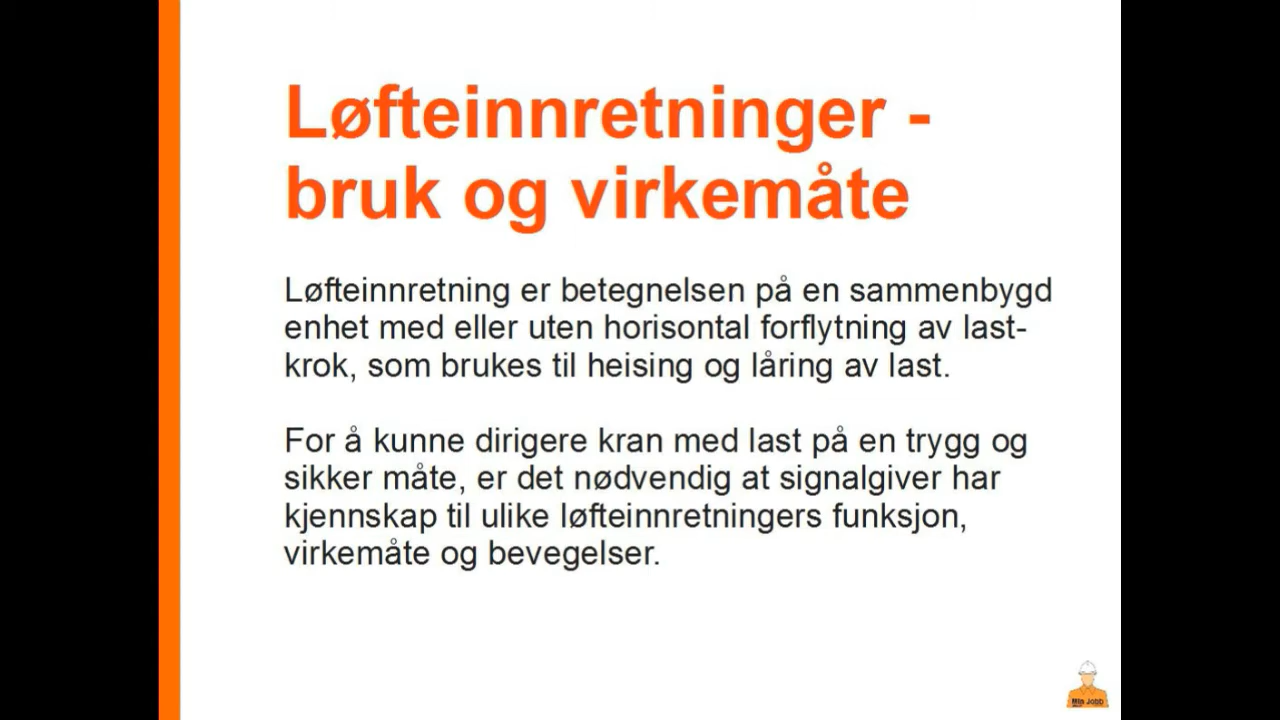 Løfteinnretninger -
bruk og virkemåte
Løfteinnretning er betegnelsen på en sammenbygd
enhet med eller uten horisontal forflytning av last-
krok, som brukes til heising og låring av last.
For å kunne dirigere kran med last på en trygg og
sikker måte, er det nødvendig at signalgiver har
kjennskap til ulike løfteinnretningers funksjon,
virkemåte og bevegelser.
Min Jobb